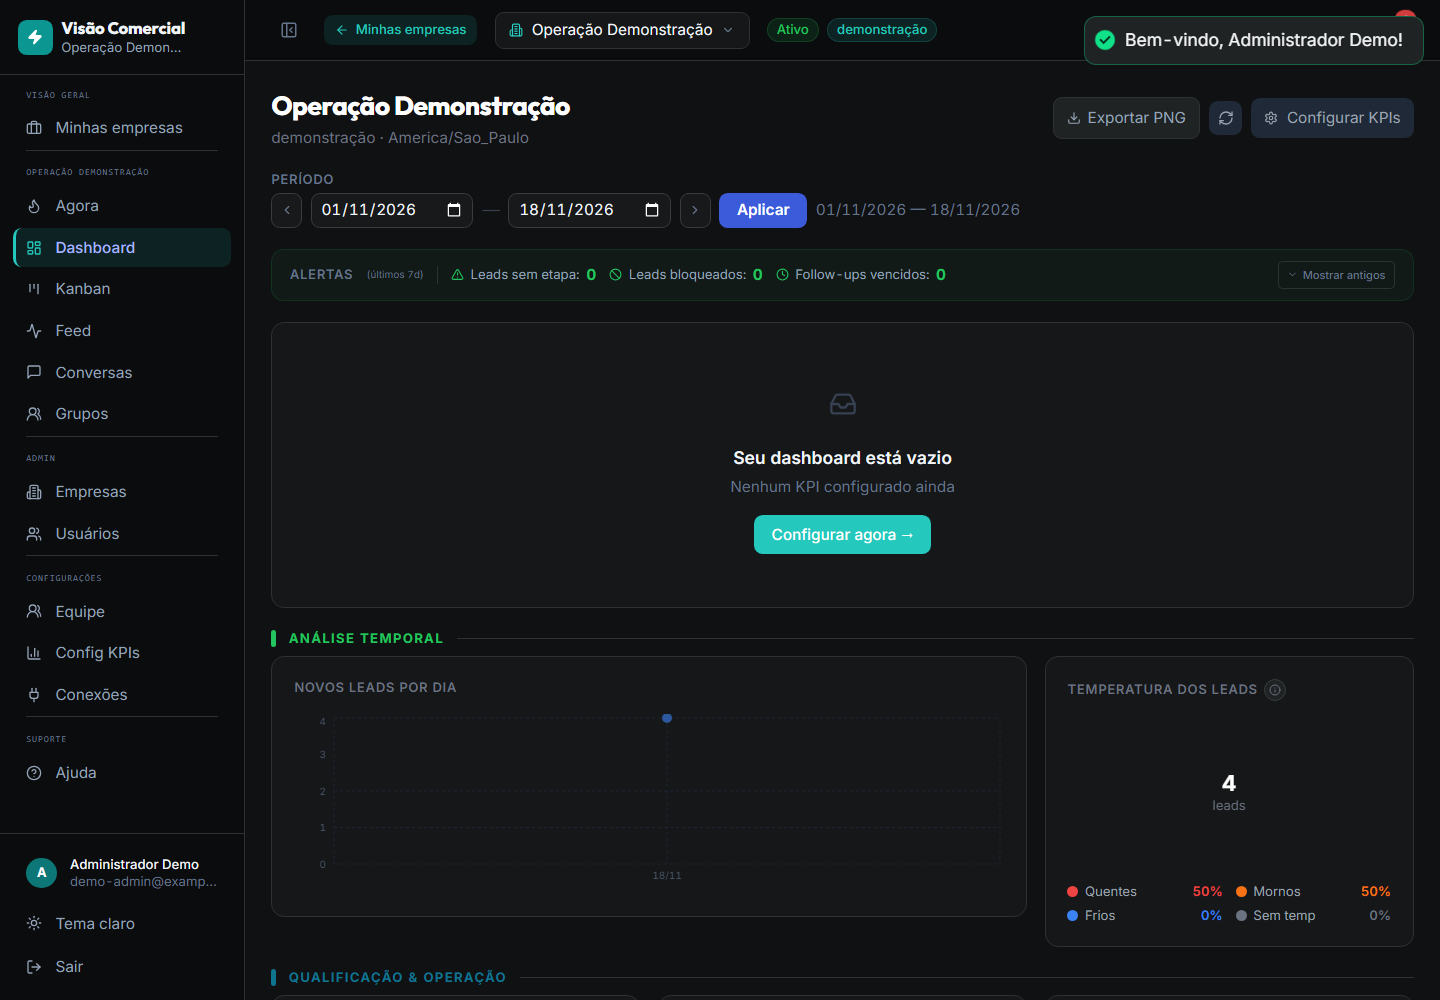 Visão Comercial
Operação Demon...
VISÃO GERAL
Minhas empresas
OPERAÇÃO DEMONSTRAÇÃO
Agora
Dashboard
Kanban
Feed
Conversas
Grupos
ADMIN
Empresas
Usuários
CONFIGURAÇÕES
Equipe
Config KPIs
Conexões
SUPORTE
Ajuda
A
Administrador Demo
demo-admin@examp...
Tema claro
Sair
← Minhas empresas
Operação Demonstração
Ativo
demonstração
Bem-vindo, Administrador Demo!
Operação Demonstração
demonstração · America/Sao_Paulo
Exportar PNG
Configurar KPIs
PERÍODO
01/11/2026 — 18/11/2026
Aplicar
01/11/2026 — 18/11/2026
ALERTAS (últimos 7d) Leads sem etapa: 0 Leads bloqueados: 0 Follow-ups vencidos: 0
Mostrar antigos
Seu dashboard está vazio
Nenhum KPI configurado ainda
Configurar agora →
ANÁLISE TEMPORAL
NOVOS LEADS POR DIA
4
3
2
1
0
18/11
TEMPERATURA DOS LEADS
4
leads
Quentes 50% Mornos 50%
Frios 0% Sem temp 0%
QUALIFICAÇÃO & OPERAÇÃO